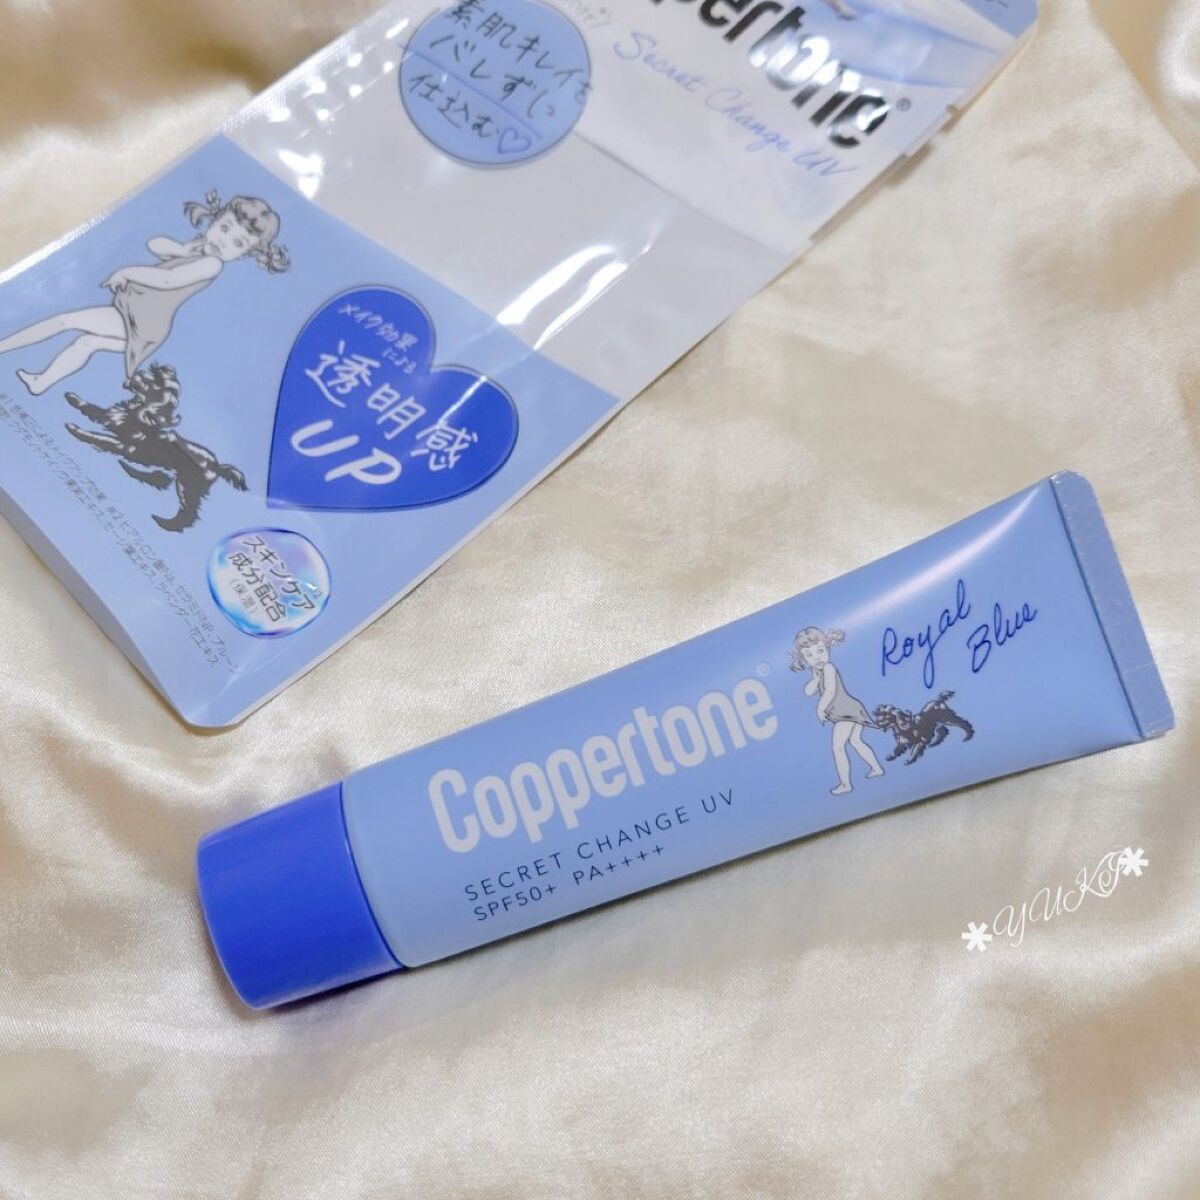 素肌キレイを
バレずに
仕込む♡
pertone®
Secret Change UV
メイク効果
による
透明感
UP
スキンケア※2
成分配合
(保湿)
Coppertone®
SECRET CHANGE UV
SPF50+ PA++++
Royal
Blue
*YUKI*